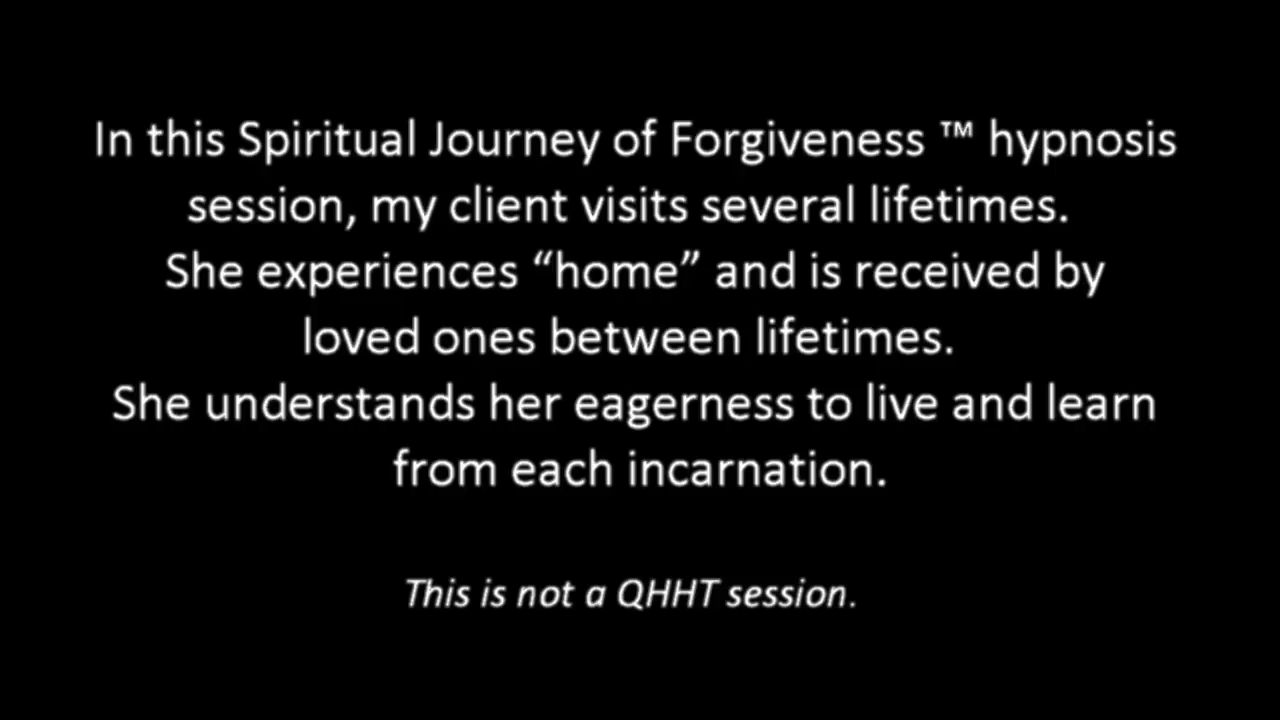 In this Spiritual Journey of Forgiveness ™ hypnosis
session, my client visits several lifetimes.
She experiences “home” and is received by
loved ones between lifetimes.
She understands her eagerness to live and learn
from each incarnation.
This is not a QHHT session.